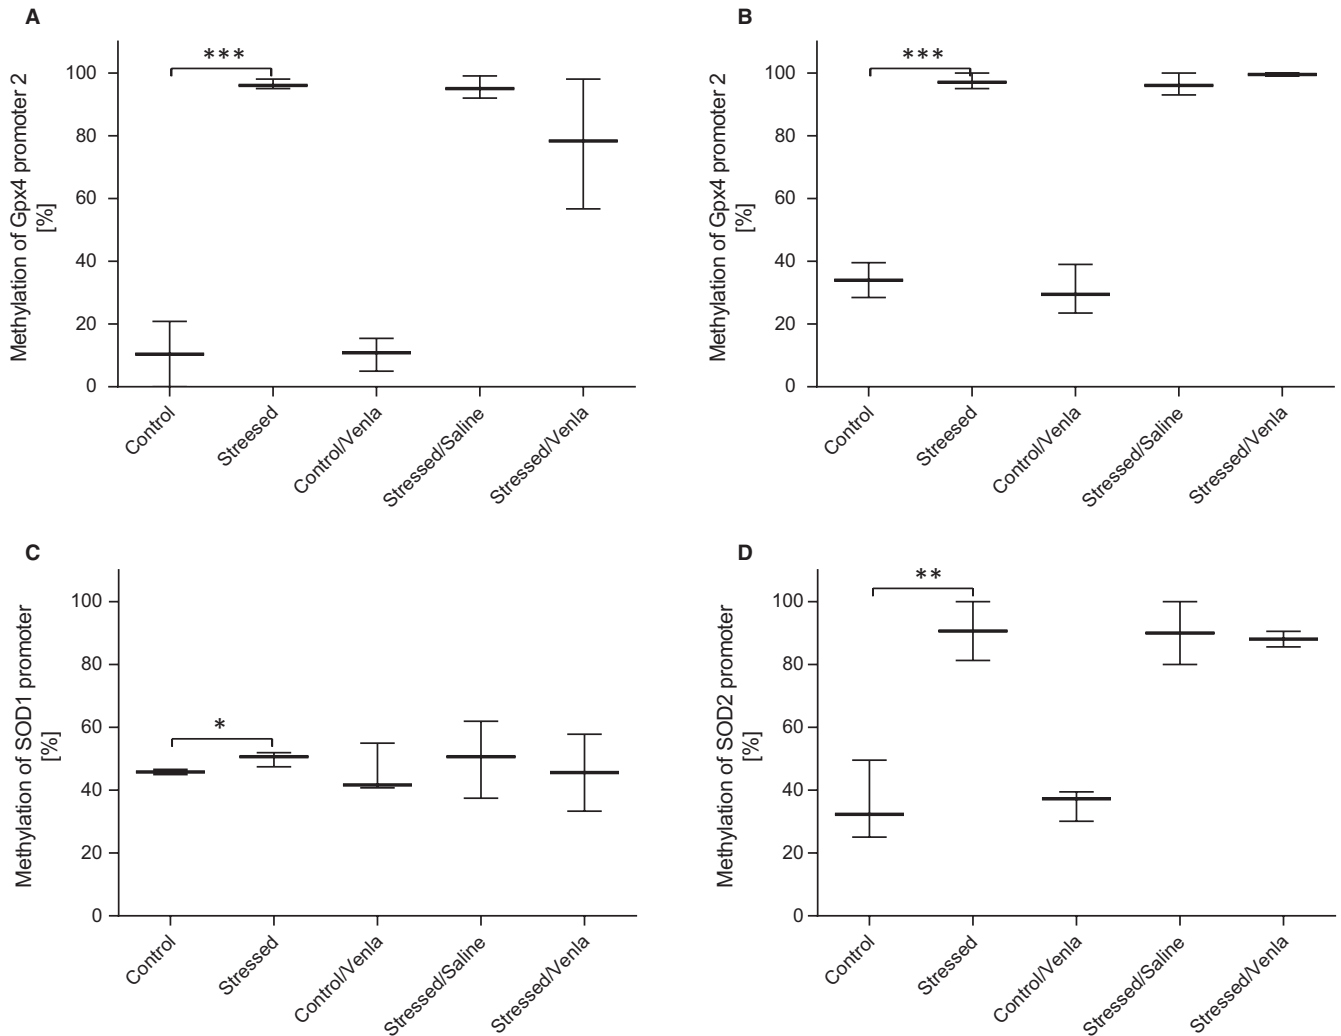 A
***
Methylation of Gpx4 promoter 2
[%]
100
80
60
40
20
0
Control
Streesed
Control/Venla
Stressed/Saline
Stressed/Venla
B
***
Methylation of Gpx4 promoter 2
[%]
100
80
60
40
20
0
Control
Streesed
Control/Venla
Stressed/Saline
Stressed/Venla
C
*
Methylation of SOD1 promoter
[%]
100
80
60
40
20
0
Control
Stressed
Control/Venla
Stressed/Saline
Stressed/Venla
D
**
Methylation of SOD2 promoter
[%]
100
80
60
40
20
0
Control
Stressed
Control/Venla
Stressed/Saline
Stressed/Venla